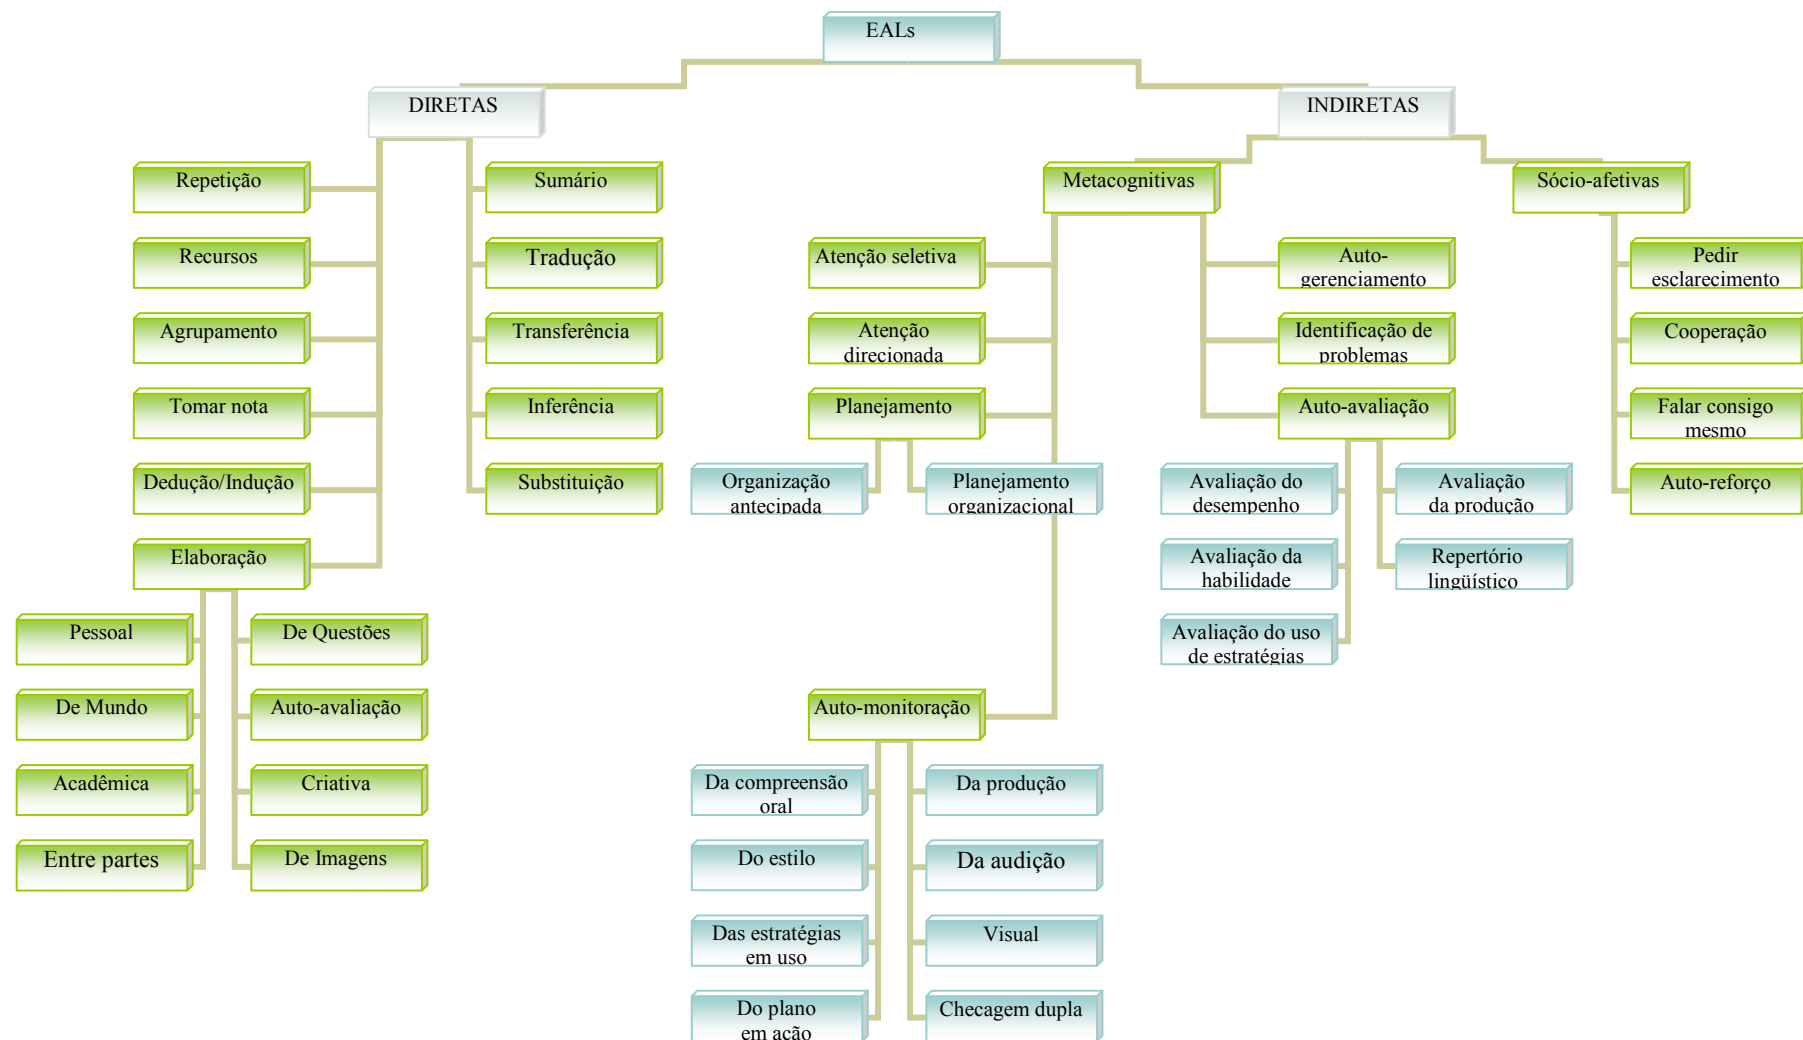 EALs
DIRETAS
INDIRETAS
Repetição
Sumário
Metacognitivas
Sócio-afetivas
Recursos
Tradução
Atenção seletiva
Auto-
gerenciamento
Pedir
esclarecimento
Agrupamento
Transferência
Atenção
direcionada
Identificação de
problemas
Cooperação
Tomar nota
Inferência
Planejamento
Auto-avaliação
Falar consigo
mesmo
Dedução/Indução
Substituição
Organização
antecipada
Planejamento
organizacional
Avaliação do
desempenho
Avaliação
da produção
Auto-reforço
Elaboração
Avaliação da
habilidade
Repertório
lingüístico
Pessoal
De Questões
Avaliação do uso
de estratégias
De Mundo
Auto-avaliação
Auto-monitoração
Acadêmica
Criativa
Da compreensão
oral
Da produção
Entre partes
De Imagens
Do estilo
Da audição
Das estratégias
em uso
Visual
Do plano
em ação
Checagem dupla